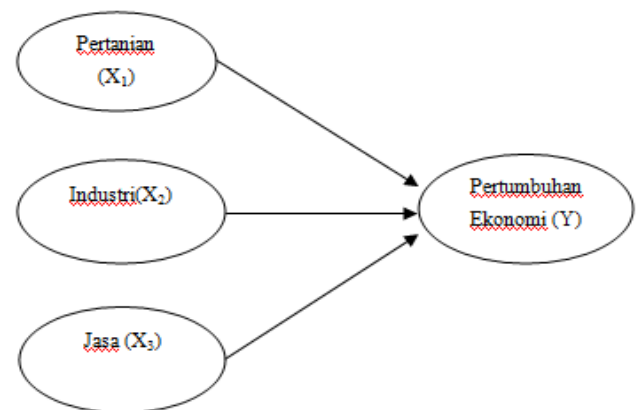 Pertanian
(X₁)
Industri(X₂)
Jasa (X₃)
Pertumbuhan
Ekonomi (Y)